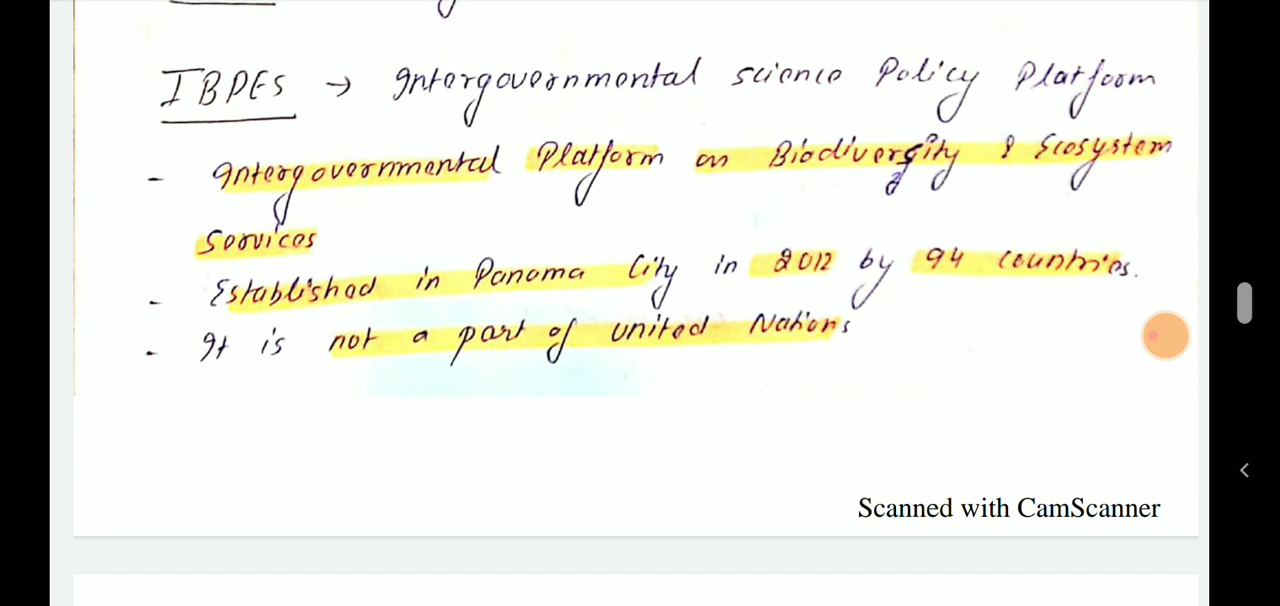 IBPES → Intergovernmental science Policy Platform
- Intergovernmental Platform on Biodiversity & Ecosystem
Services
- Established in Panama City in 2012 by 94 countries.
- It is not a part of united Nations
Scanned with CamScanner